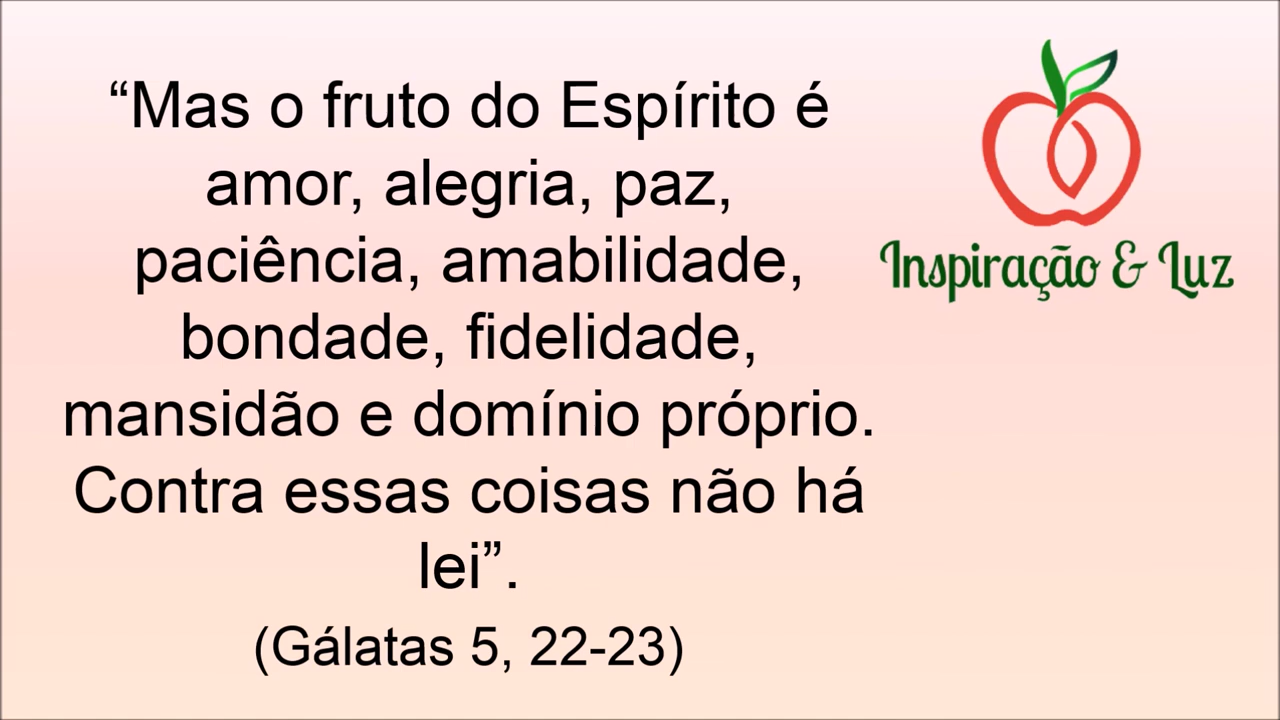 “Mas o fruto do Espírito é
amor, alegria, paz,
paciência, amabilidade,
bondade, fidelidade,
mansidão e domínio próprio.
Contra essas coisas não há
lei”.
(Gálatas 5, 22-23)
Inspiração & Luz